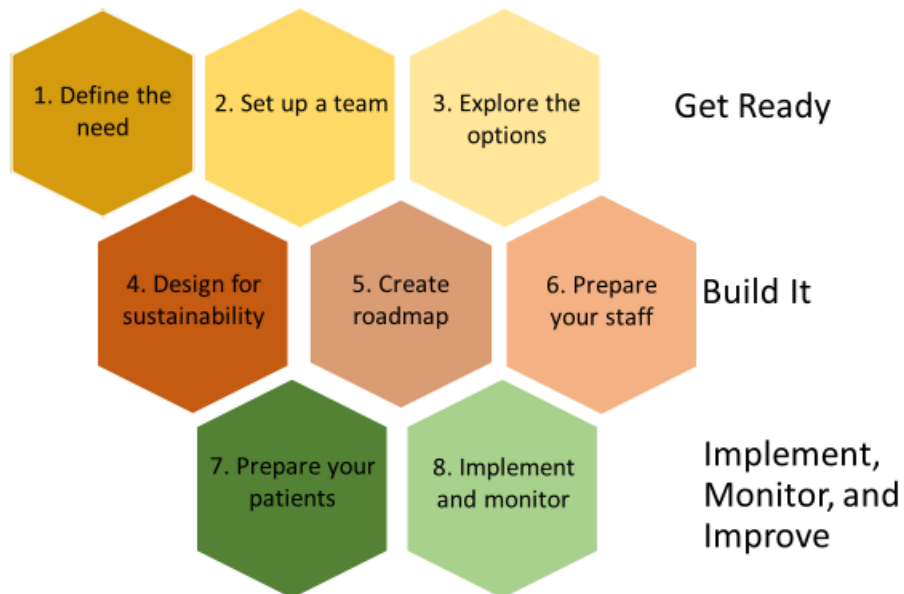 1. Define the
need
2. Set up a team
3. Explore the
options
Get Ready
4. Design for
sustainability
5. Create
roadmap
6. Prepare
your staff
Build It
7. Prepare your
patients
8. Implement
and monitor
Implement,
Monitor, and
Improve